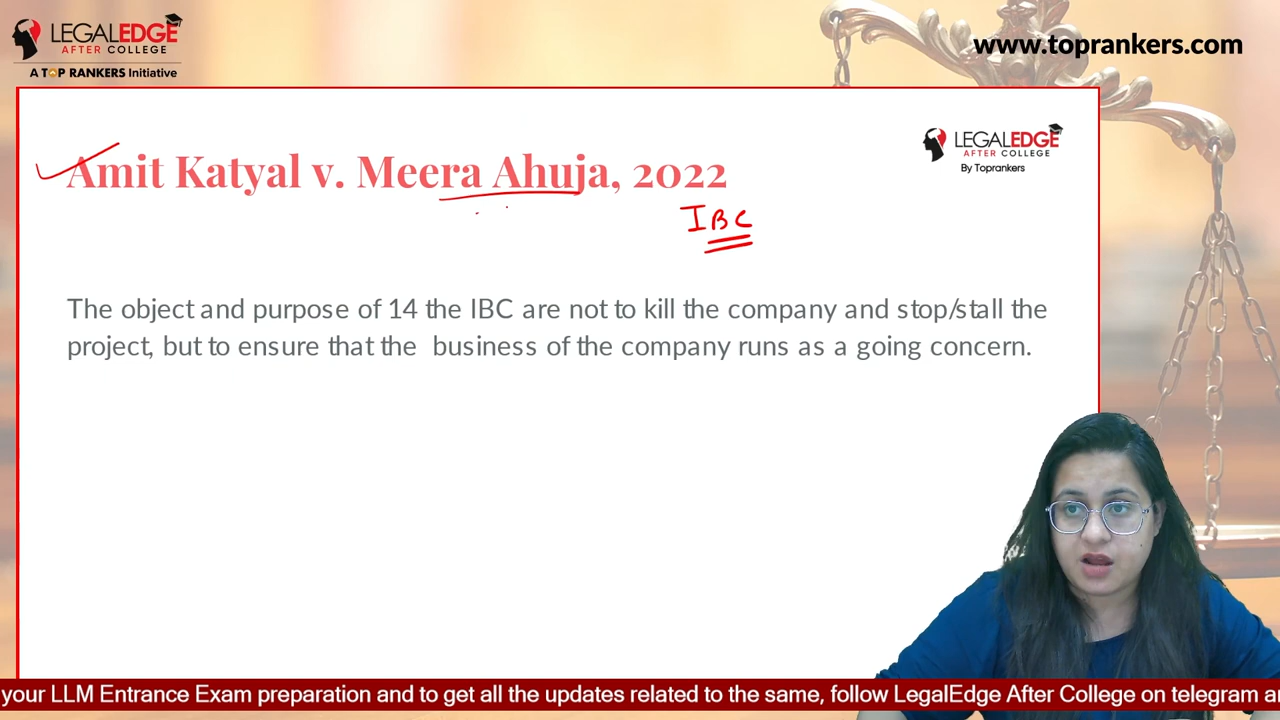 LEGALEDGE
AFTER COLLEGE
A TOP RANKERS Initiative
www.toprankers.com
LEGALEDGE
AFTER COLLEGE
By Toprankers
Amit Katyal v. Meera Ahuja, 2022
IBC
The object and purpose of 14 the IBC are not to kill the company and stop/stall the
project, but to ensure that the business of the company runs as a going concern.
your LLM Entrance Exam preparation and to get all the updates related to the same, follow LegalEdge After College on telegram